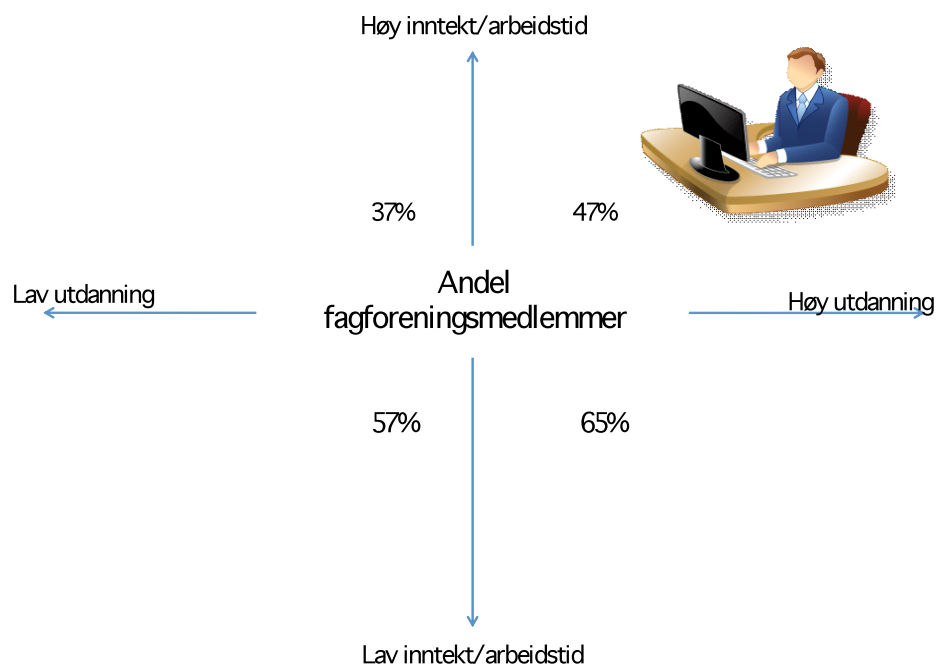 Høy inntekt/arbeidstid
37%
47%
Andel
fagforeningsmedlemmer
Lav utdanning
Høy utdanning
57%
65%
Lav inntekt/arbeidstid